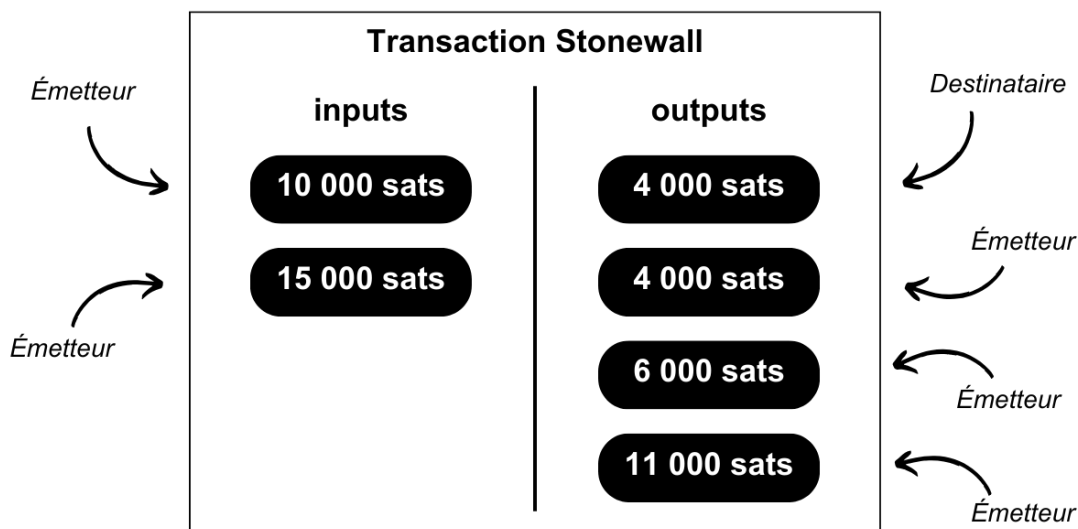 Transaction Stonewall
Émetteur
Émetteur
inputs
10 000 sats
15 000 sats
outputs
4 000 sats
4 000 sats
6 000 sats
11 000 sats
Destinataire
Émetteur
Émetteur
Émetteur